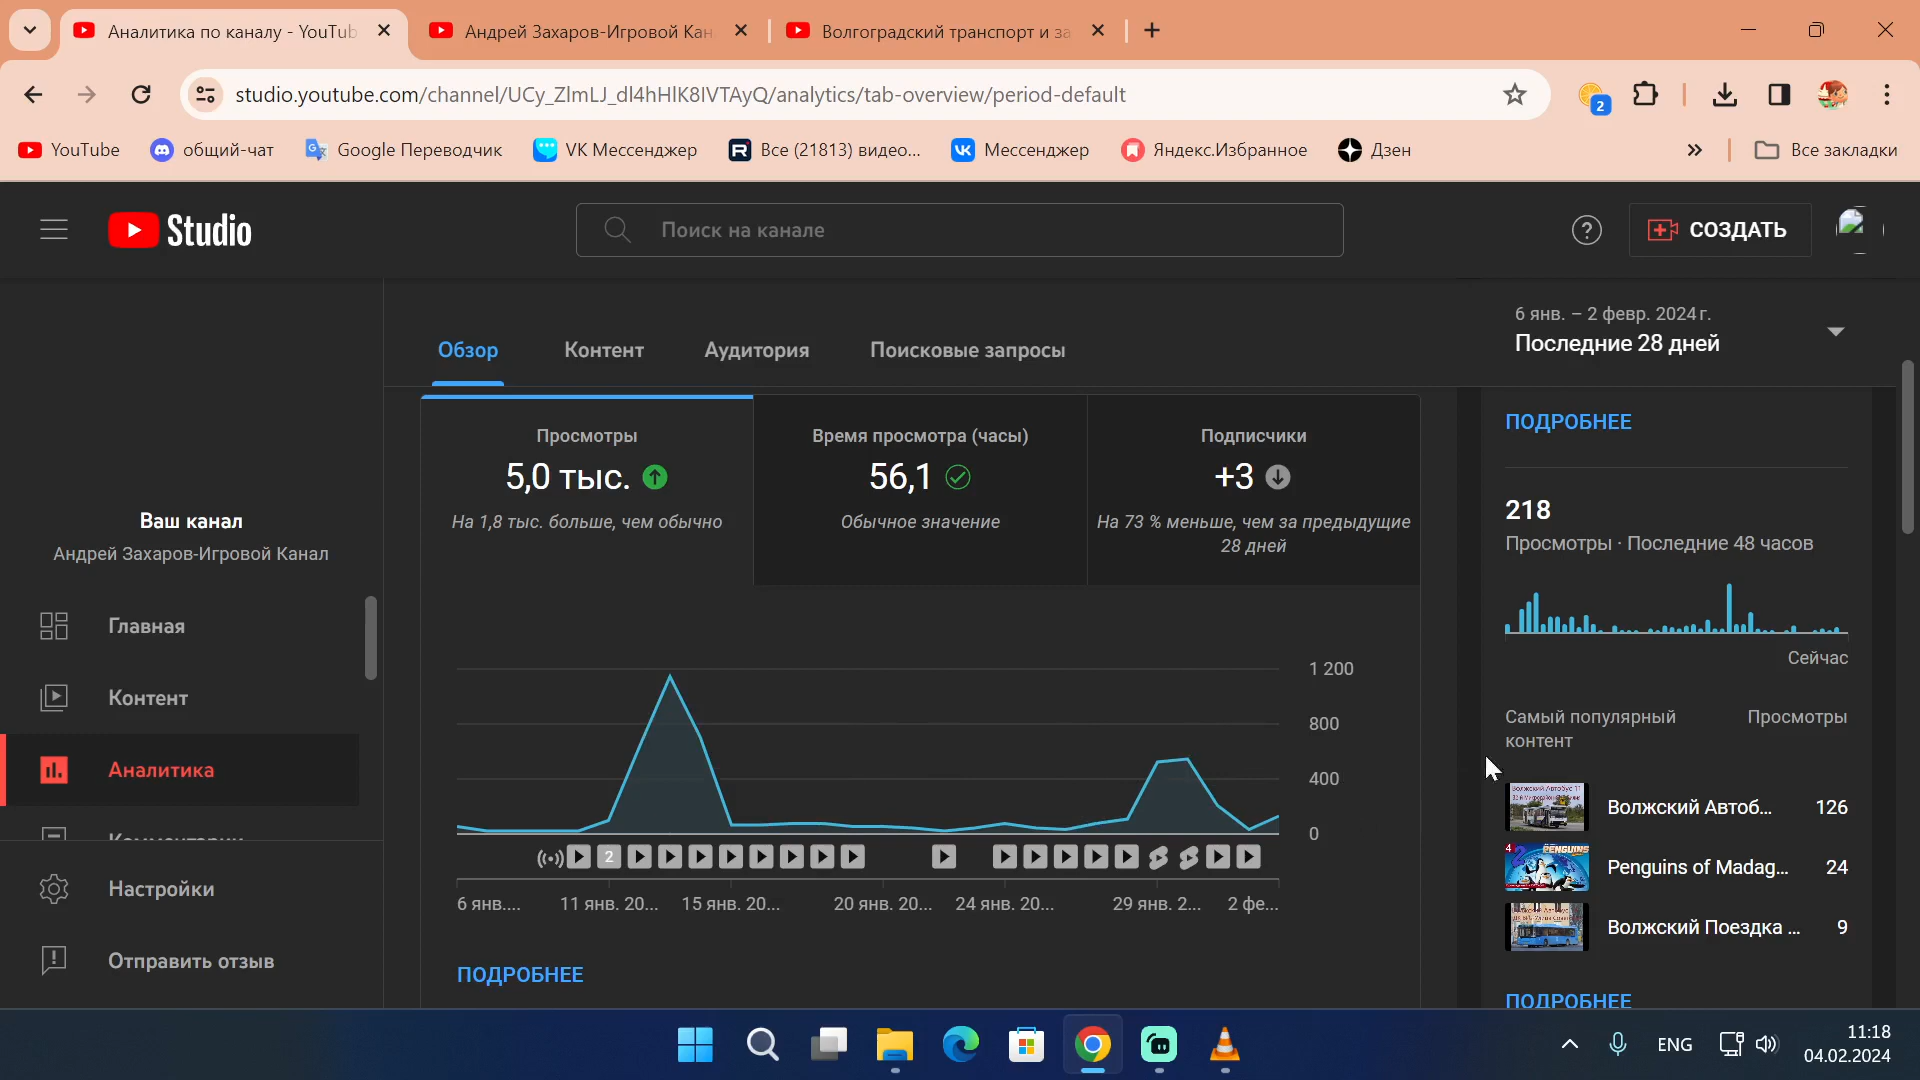 Аналитика по каналу - YouTub
Андрей Захаров-Игровой Кан
Волгоградский транспорт и за
studio.youtube.com/channel/UCy_ZlmLJ_dl4hHlK8IVTAyQ/analytics/tab-overview/period-default
2
YouTube
общий-чат
Google Переводчик
VK Мессенджер
Все (21813) видео...
Мессенджер
Яндекс.Избранное
Дзен
Все закладки
Studio
Поиск на канале
СОЗДАТЬ
Ваш канал
Андрей Захаров-Игровой Канал
Главная
Контент
Аналитика
Комментарии
Настройки
Отправить отзыв
Обзор
Контент
Аудитория
Поисковые запросы
6 янв. – 2 февр. 2024 г.
Последние 28 дней
Просмотры
5,0 тыс.
На 1,8 тыс. больше, чем обычно
Время просмотра (часы)
56,1
Обычное значение
Подписчики
+3
На 73 % меньше, чем за предыдущие
28 дней
1 200
800
400
0
2
6 янв....
11 янв. 20...
15 янв. 20...
20 янв. 20...
24 янв. 20...
29 янв. 2...
2 фе...
ПОДРОБНЕЕ
ПОДРОБНЕЕ
218
Просмотры · Последние 48 часов
Сейчас
Самый популярный
контент
Просмотры
Волжский Автоб...
126
Penguins of Madag...
24
Волжский Поездка ...
9
ПОДРОБНЕЕ
ENG
11:18
04.02.2024